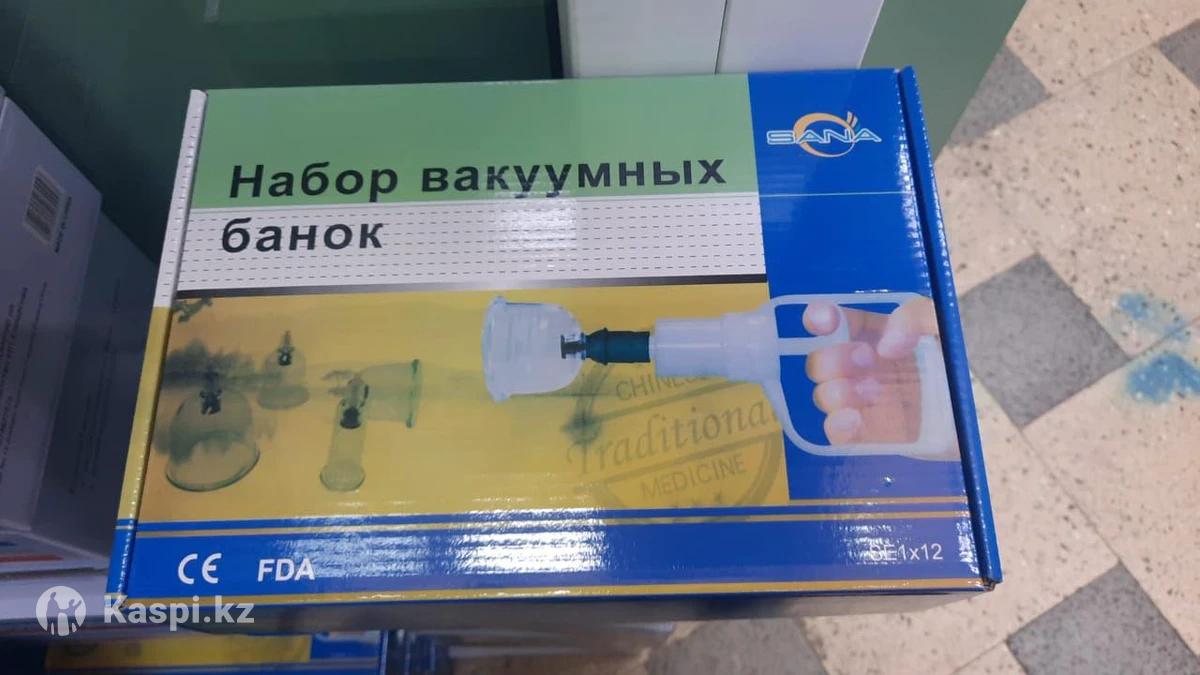 SANA
Набор вакуумных
банок
CHINESE
Traditional
MEDICINE
CE FDA
SE1x12
Kaspi.kz